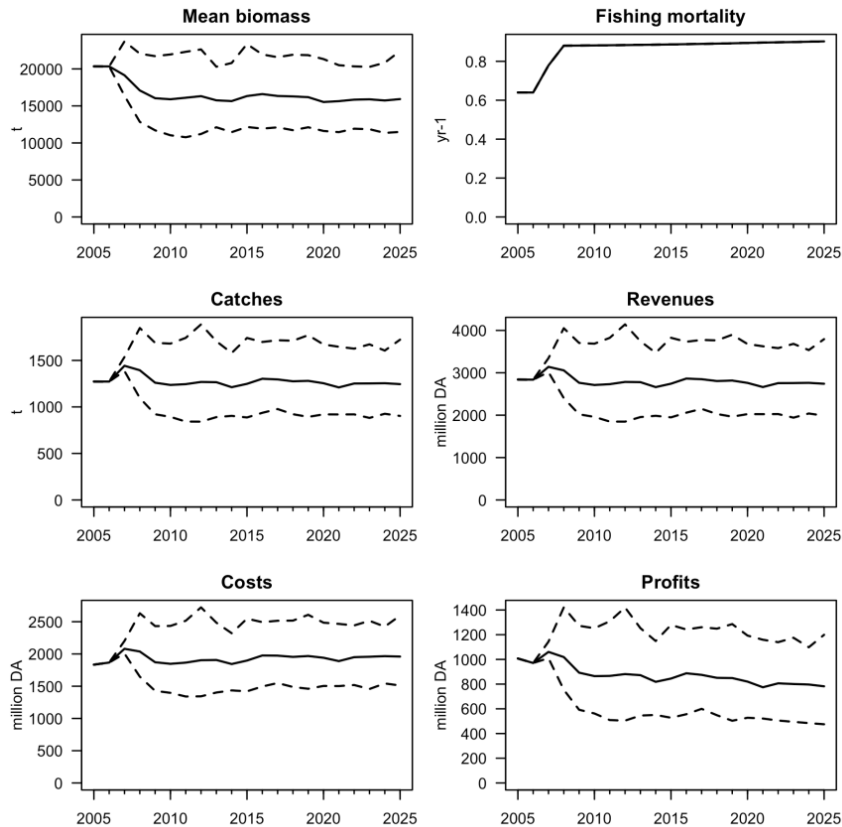 Mean biomass
20000
15000
10000
5000
0
t
2005 2010 2015 2020 2025
Fishing mortality
0.8
0.6
0.4
0.2
0.0
yr-1
2005 2010 2015 2020 2025
Catches
1500
1000
500
0
t
2005 2010 2015 2020 2025
Revenues
4000
3000
2000
1000
0
million DA
2005 2010 2015 2020 2025
Costs
2500
2000
1500
1000
500
0
million DA
2005 2010 2015 2020 2025
Profits
1400
1200
1000
800
600
400
200
0
million DA
2005 2010 2015 2020 2025